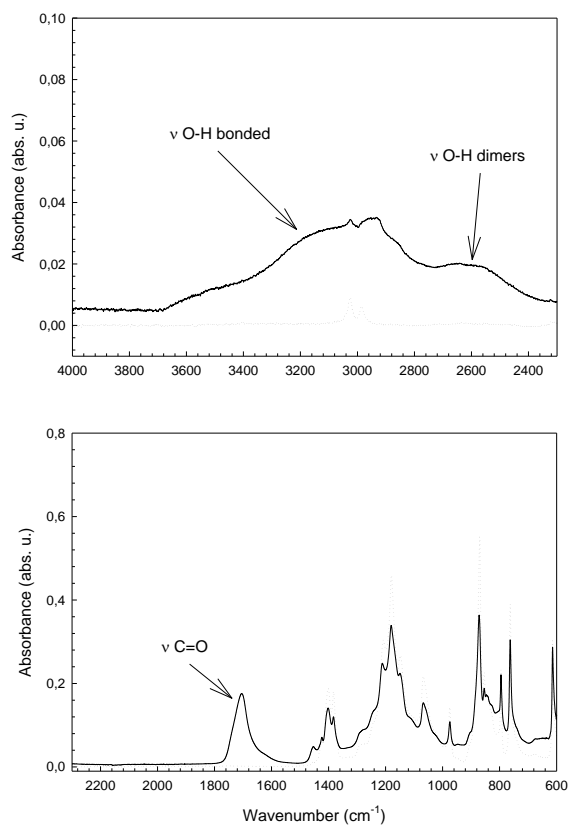 0,10
0,08
0,06
0,04
0,02
0,00
Absorbance (abs. u.)
ν O-H bonded
ν O-H dimers
4000 3800 3600 3400 3200 3000 2800 2600 2400
0,8
0,6
0,4
0,2
0,0
Absorbance (abs. u.)
ν C=O
2200 2000 1800 1600 1400 1200 1000 800 600
Wavenumber (cm⁻¹)